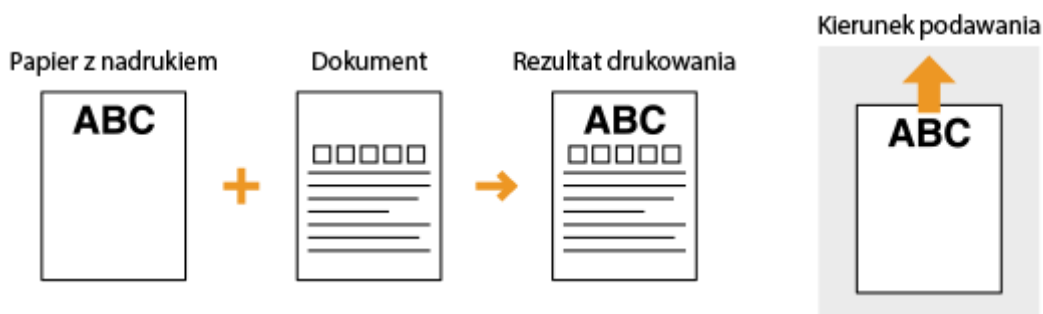 Kierunek podawania
Papier z nadrukiem
Dokument
Rezultat drukowania
ABC
ABC
ABC